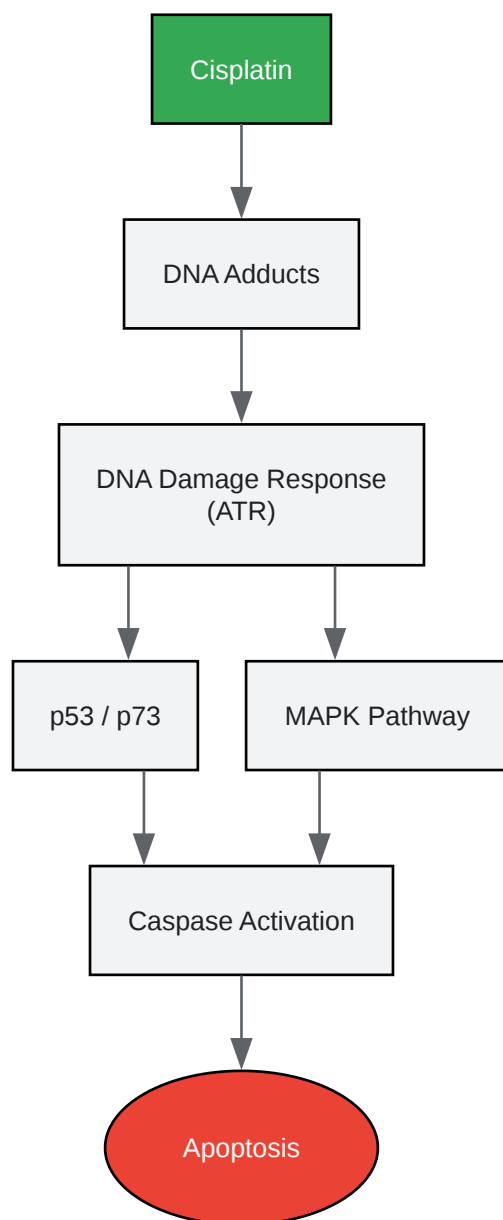 Cisplatin
DNA Adducts
DNA Damage Response
(ATR)
p53 / p73
MAPK Pathway
Caspase Activation
Apoptosis